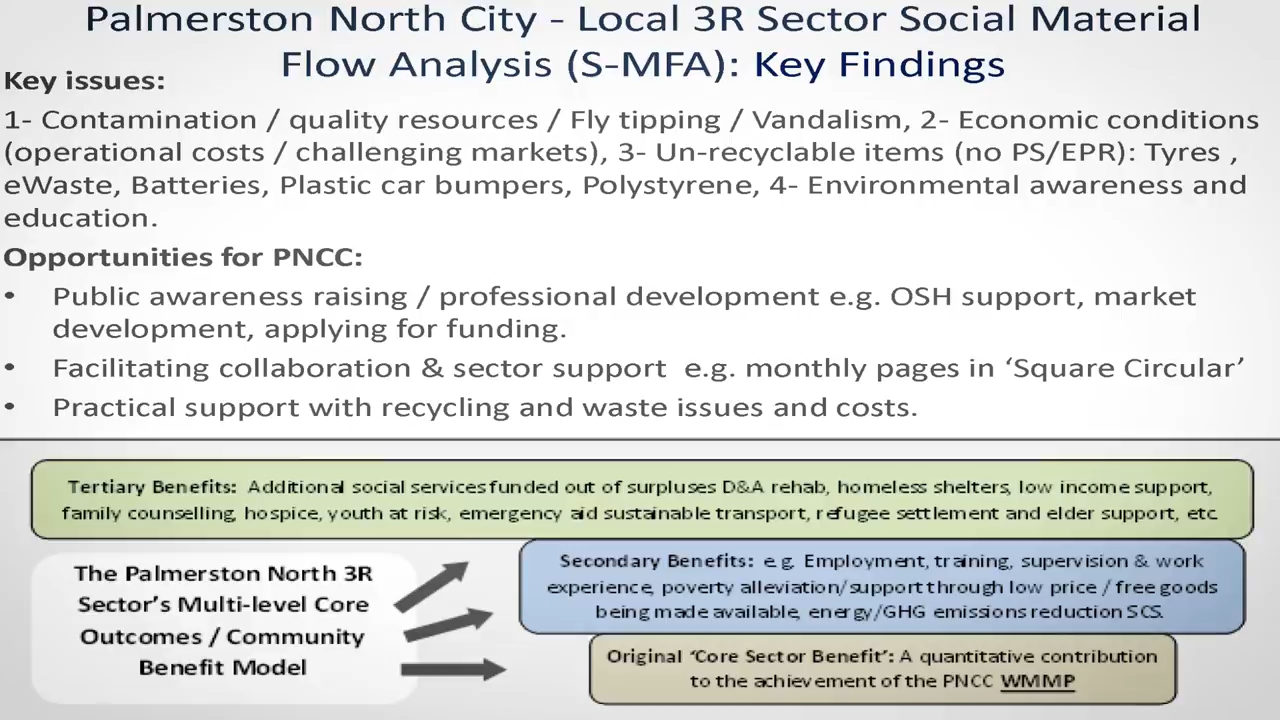 Palmerston North City - Local 3R Sector Social Material
Flow Analysis (S-MFA): Key Findings
Key issues:
1- Contamination / quality resources / Fly tipping / Vandalism, 2- Economic conditions
(operational costs / challenging markets), 3- Un-recyclable items (no PS/EPR): Tyres ,
eWaste, Batteries, Plastic car bumpers, Polystyrene, 4- Environmental awareness and
education.
Opportunities for PNCC:
• Public awareness raising / professional development e.g. OSH support, market
development, applying for funding.
• Facilitating collaboration & sector support e.g. monthly pages in ‘Square Circular’
• Practical support with recycling and waste issues and costs.
Tertiary Benefits: Additional social services funded out of surpluses D&A rehab, homeless shelters, low income support,
family counselling, hospice, youth at risk, emergency aid sustainable transport, refugee settlement and elder support, etc.
The Palmerston North 3R
Sector’s Multi-level Core
Outcomes / Community
Benefit Model
Secondary Benefits: e.g. Employment, training, supervision & work
experience, poverty alleviation/support through low price / free goods
being made available, energy/GHG emissions reduction SCS.
Original ‘Core Sector Benefit’: A quantitative contribution
to the achievement of the PNCC WMMP